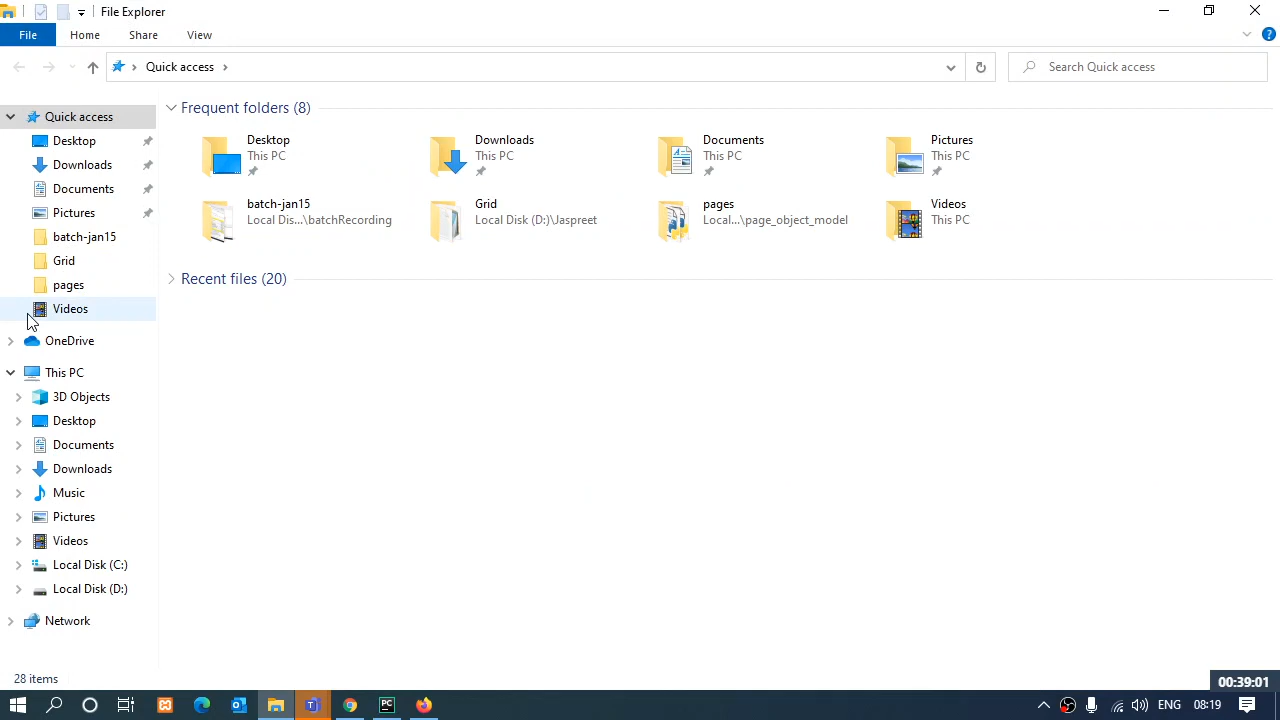 File Explorer
File Home Share View
Quick access
Search Quick access
Quick access
Desktop
Downloads
Documents
Pictures
batch-jan15
Grid
pages
Videos
OneDrive
This PC
3D Objects
Desktop
Documents
Downloads
Music
Pictures
Videos
Local Disk (C:)
Local Disk (D:)
Network
Frequent folders (8)
Desktop
This PC
Downloads
This PC
Documents
This PC
Pictures
This PC
batch-jan15
Local Dis...\batchRecording
Grid
Local Disk (D:)\Jaspreet
pages
Local...\page_object_model
Videos
This PC
Recent files (20)
28 items
00:39:01
ENG 08:19